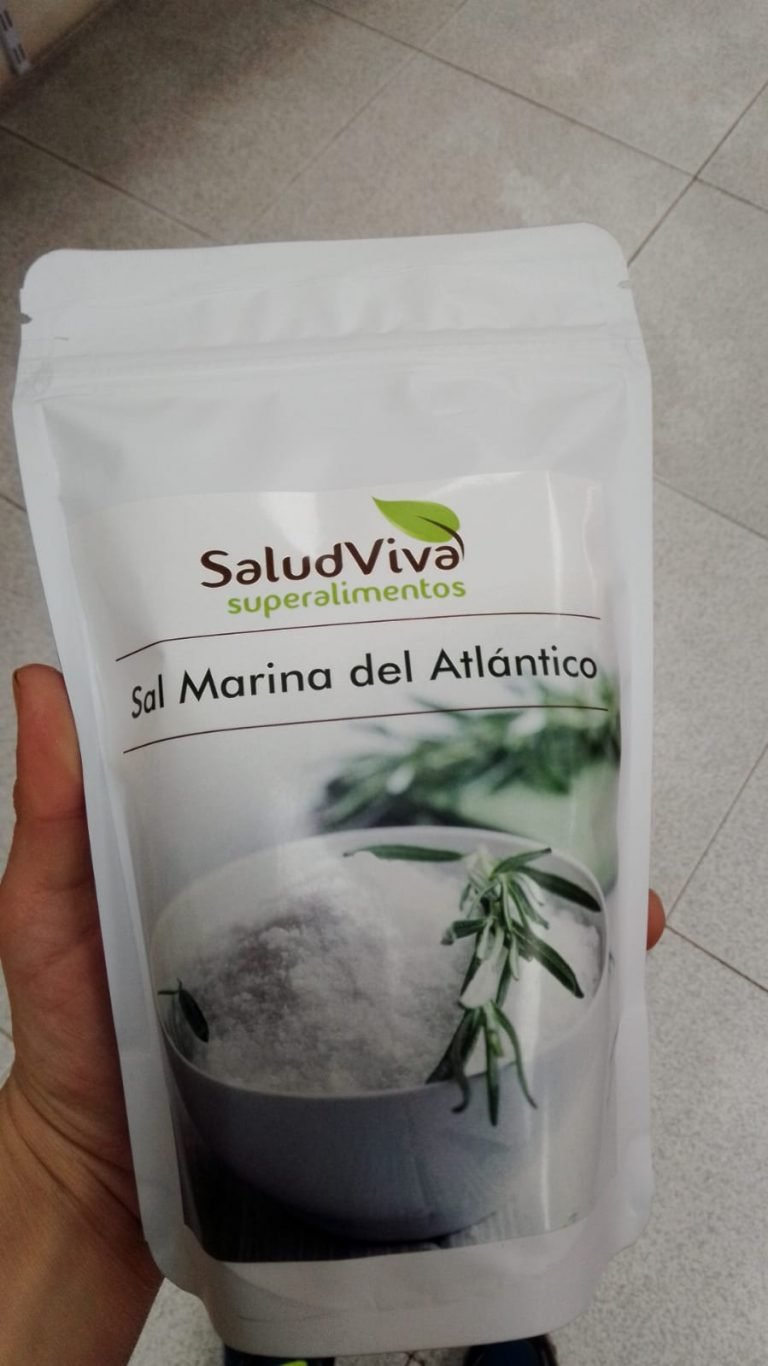 SaludViva
superalimentos
Sal Marina del Atlántico